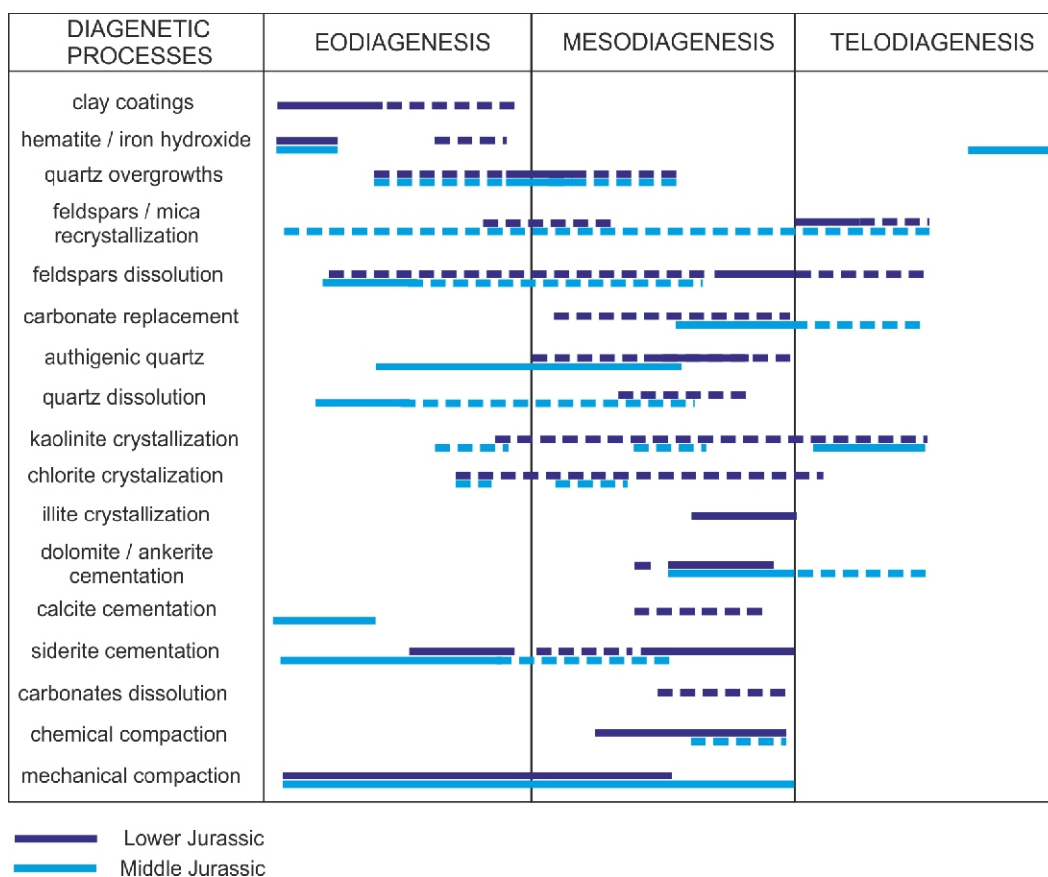 DIAGENETIC
PROCESSES
EODIAGENESIS
MESODIAGENESIS
TELODIAGENESIS
clay coatings
hematite / iron hydroxide
quartz overgrowths
feldspars / mica
recrystallization
feldspars dissolution
carbonate replacement
authigenic quartz
quartz dissolution
kaolinite crystallization
chlorite crystalization
illite crystallization
dolomite / ankerite
cementation
calcite cementation
siderite cementation
carbonates dissolution
chemical compaction
mechanical compaction
Lower Jurassic
Middle Jurassic